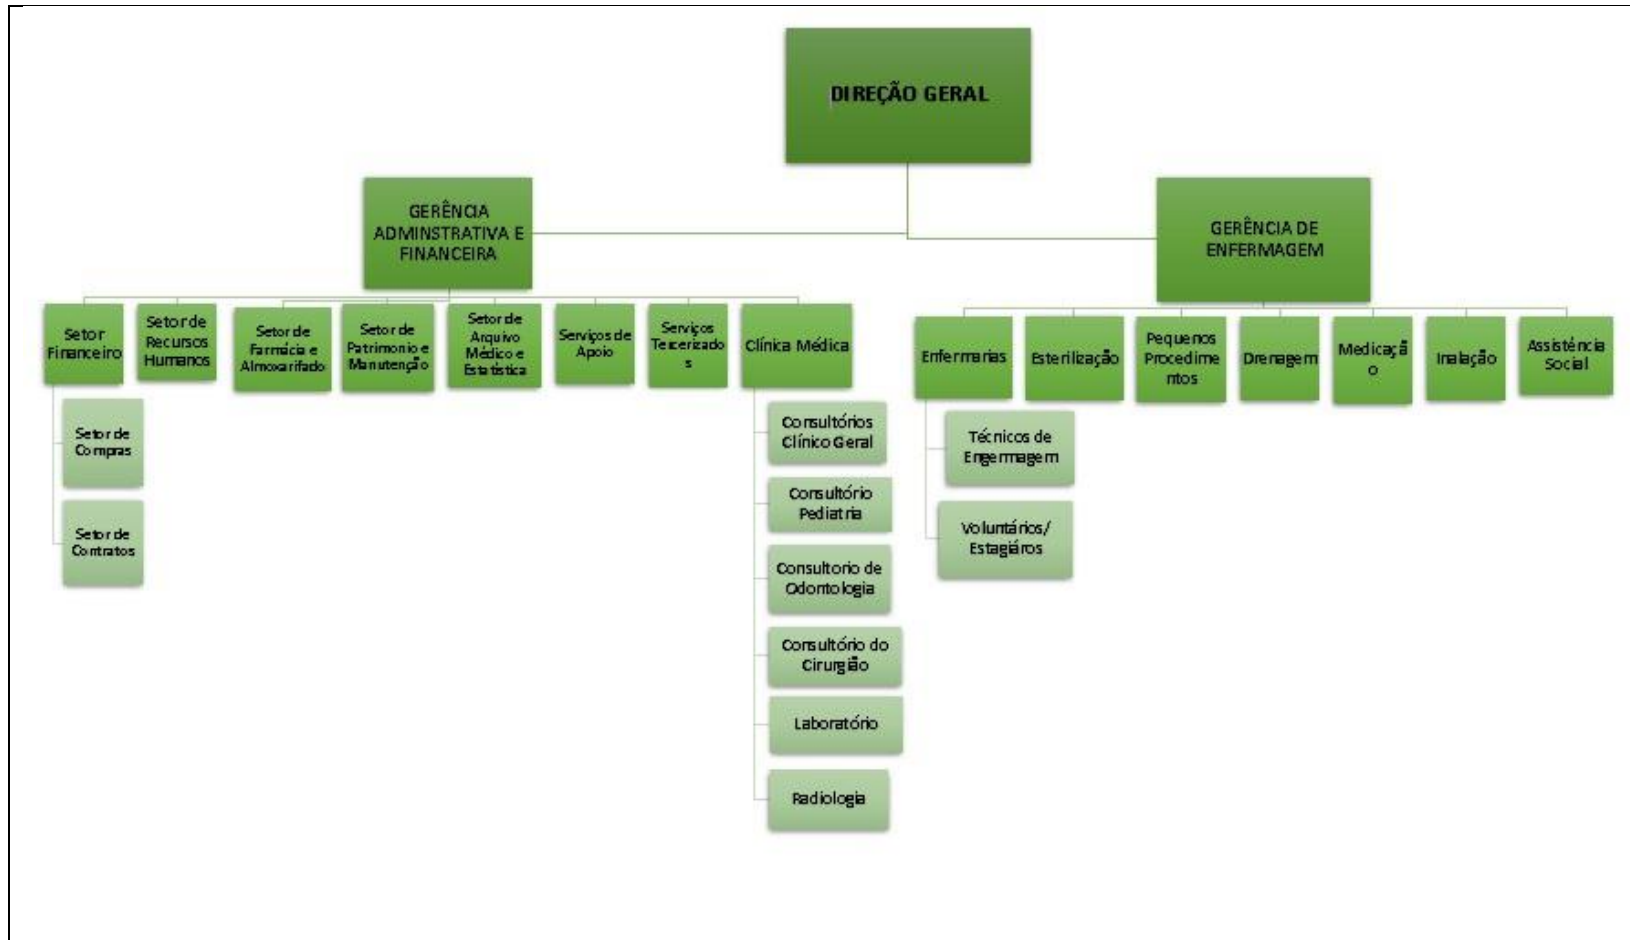 DIREÇÃO GERAL
GERÊNCIA
ADMINSTRATIVA E
FINANCEIRA
GERÊNCIA DE
ENFERMAGEM
Setor
Financeiro
Setor de
Recursos
Humanos
Setor de
Farmácia e
Almoxarifado
Setor de
Patrimonio e
Manutenção
Setor de
Arquivo
Médico e
Estatística
Serviços de
Apoio
Serviços
Teicerizado
s
Clínica Médica
Enfermarias
Esterilização
Pequenos
Procedime
ntos
Drenagem
Medicaçã
o
Inalação
Assistência
Social
Setor de
Compras
Setor de
Contratos
Consultórios
Clínico Geral
Consultório
Pediatria
Consultorio de
Odontologia
Consultório do
Cirurgião
Laboratório
Radiologia
Técnicos de
Engermagem
Voluntários/
Estagiáros